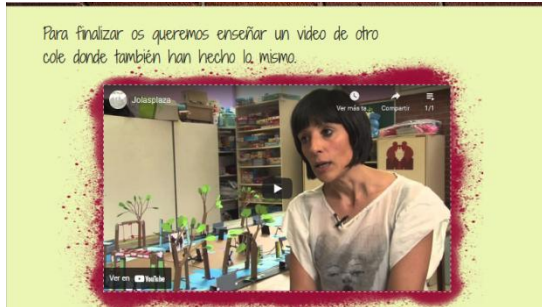 Para finalizar os queremos enseñar un video de otro
cole donde también han hecho lo mismo.
Jolasplaza
Ver más ta...
Compartir
1/1
Ver en YouTube